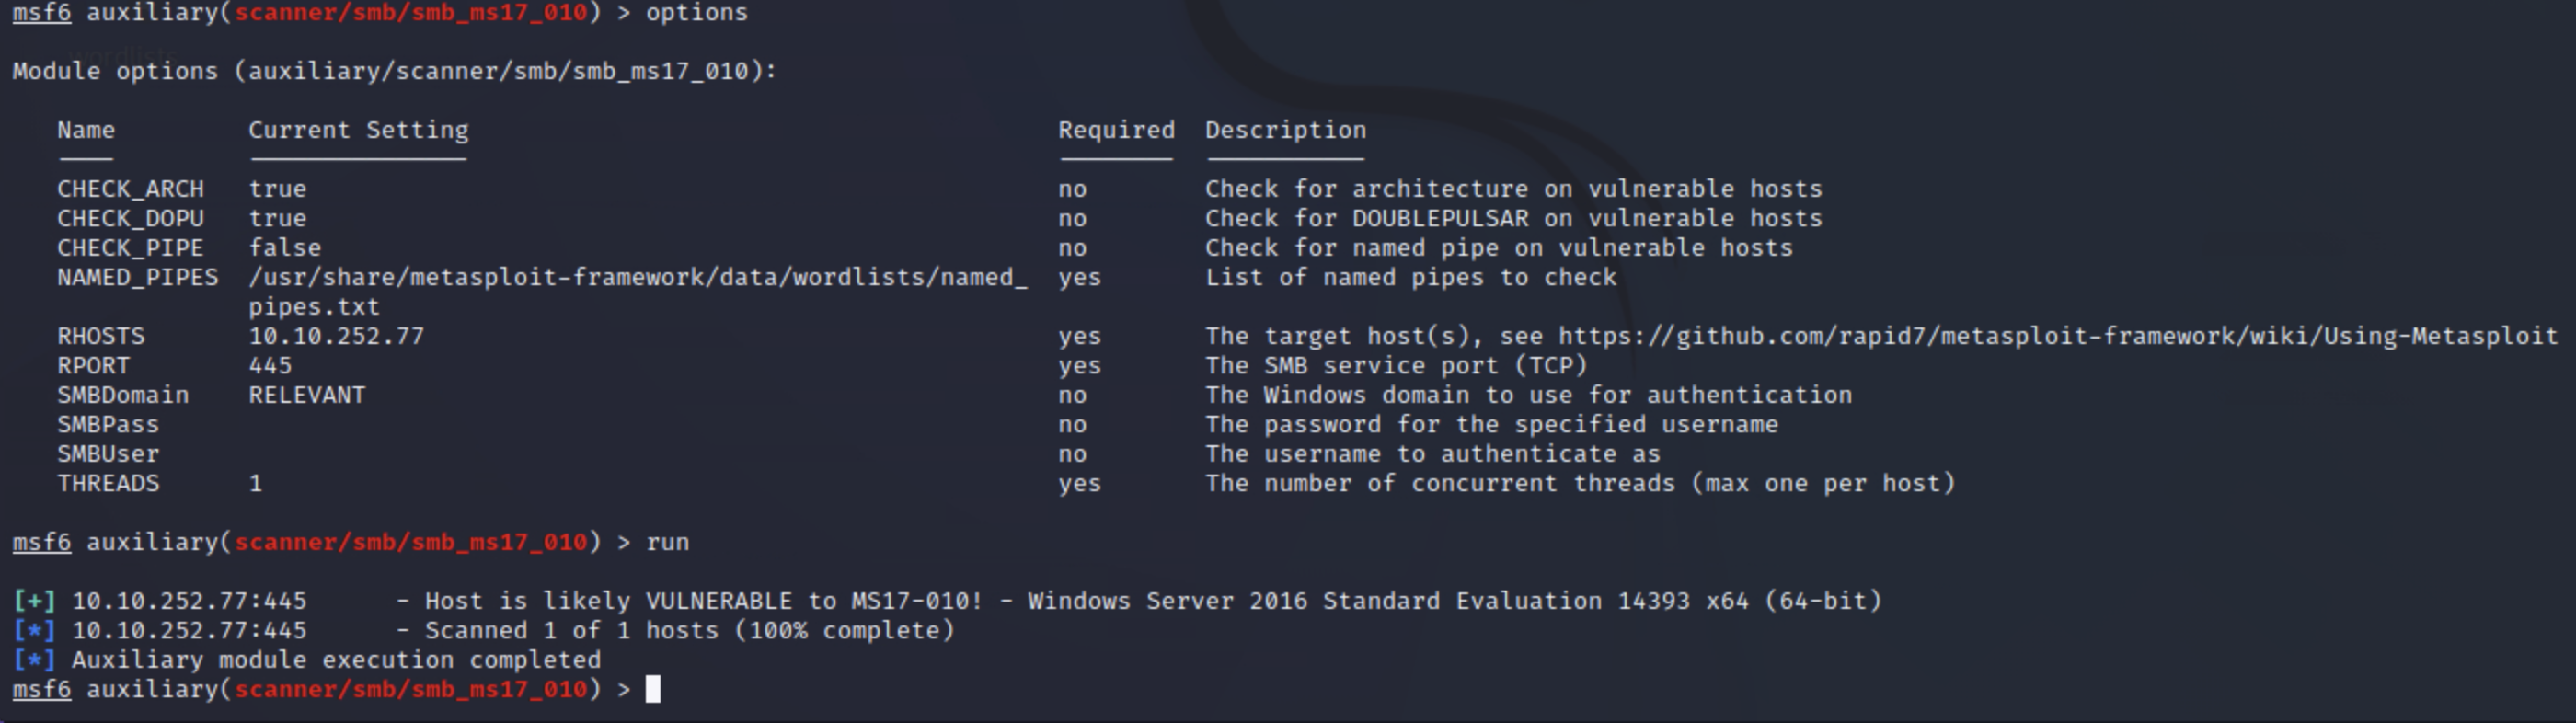 msf6 auxiliary(scanner/smb/smb_ms17_010) > options
wordlists
Module options (auxiliary/scanner/smb/smb_ms17_010):
Name Current Setting Required Description
CHECK_ARCH true no Check for architecture on vulnerable hosts
CHECK_DOPU true no Check for DOUBLEPULSAR on vulnerable hosts
CHECK_PIPE false no Check for named pipe on vulnerable hosts
NAMED_PIPES /usr/share/metasploit-framework/data/wordlists/named_ yes List of named pipes to check
pipes.txt
RHOSTS 10.10.252.77 yes The target host(s), see https://github.com/rapid7/metasploit-framework/wiki/Using-Metasploit
RPORT 445 yes The SMB service port (TCP)
SMBDomain RELEVANT no The Windows domain to use for authentication
SMBPass no The password for the specified username
SMBUser no The username to authenticate as
THREADS 1 yes The number of concurrent threads (max one per host)
msf6 auxiliary(scanner/smb/smb_ms17_010) > run
[+] 10.10.252.77:445 - Host is likely VULNERABLE to MS17-010! - Windows Server 2016 Standard Evaluation 14393 x64 (64-bit)
[*] 10.10.252.77:445 - Scanned 1 of 1 hosts (100% complete)
[*] Auxiliary module execution completed
msf6 auxiliary(scanner/smb/smb_ms17_010) >